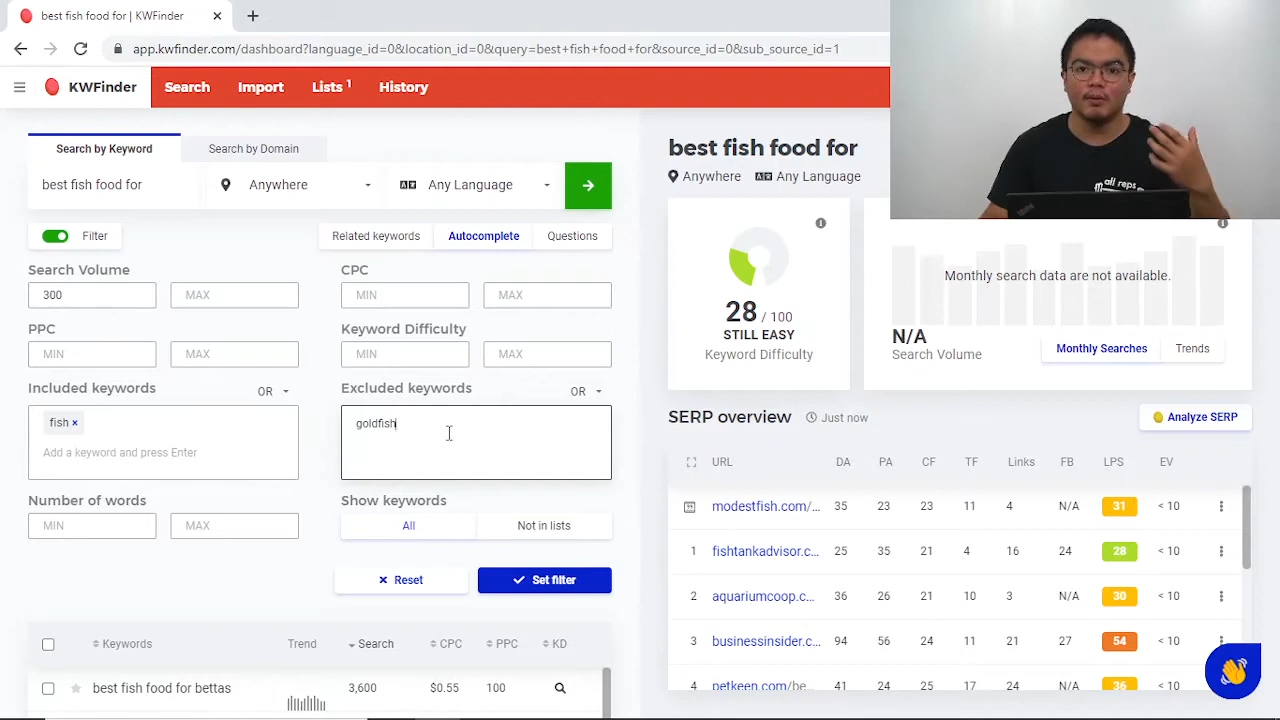 best fish food for | KWFinder
app.kwfinder.com/dashboard?language_id=0&location_id=0&query=best+fish+food+for&source_id=0&sub_source_id=1
KWFinder
Search
Import
Lists 1
History
Search by Keyword
Search by Domain
best fish food for
Anywhere
Any Language
Filter
Related keywords
Autocomplete
Questions
Search Volume
CPC
300
MAX
MIN
MAX
PPC
Keyword Difficulty
MIN
MAX
MIN
MAX
Included keywords
OR
Excluded keywords
OR
fish ×
Add a keyword and press Enter
goldfish
Number of words
Show keywords
MIN
MAX
All
Not in lists
Reset
Set filter
Keywords
Trend
Search
CPC
PPC
KD
best fish food for bettas
3,600
$0.55
100
best fish food for
Anywhere
Any Language
28 / 100
STILL EASY
Keyword Difficulty
Monthly search data are not available.
N/A
Search Volume
Monthly Searches
Trends
SERP overview
Just now
Analyze SERP
URL DA PA CF TF Links FB LPS EV
modestfish.com/... 35 23 23 11 4 N/A 31 < 10
1 fishtankadvisor.c... 25 35 21 4 16 24 28 < 10
2 aquariumcoop.c... 36 26 21 10 3 N/A 30 < 10
3 businessinsider.c... 94 56 24 11 21 27 54 < 10
4 petkeen.com/be... 41 24 25 17 24 N/A 36 < 10
all reps